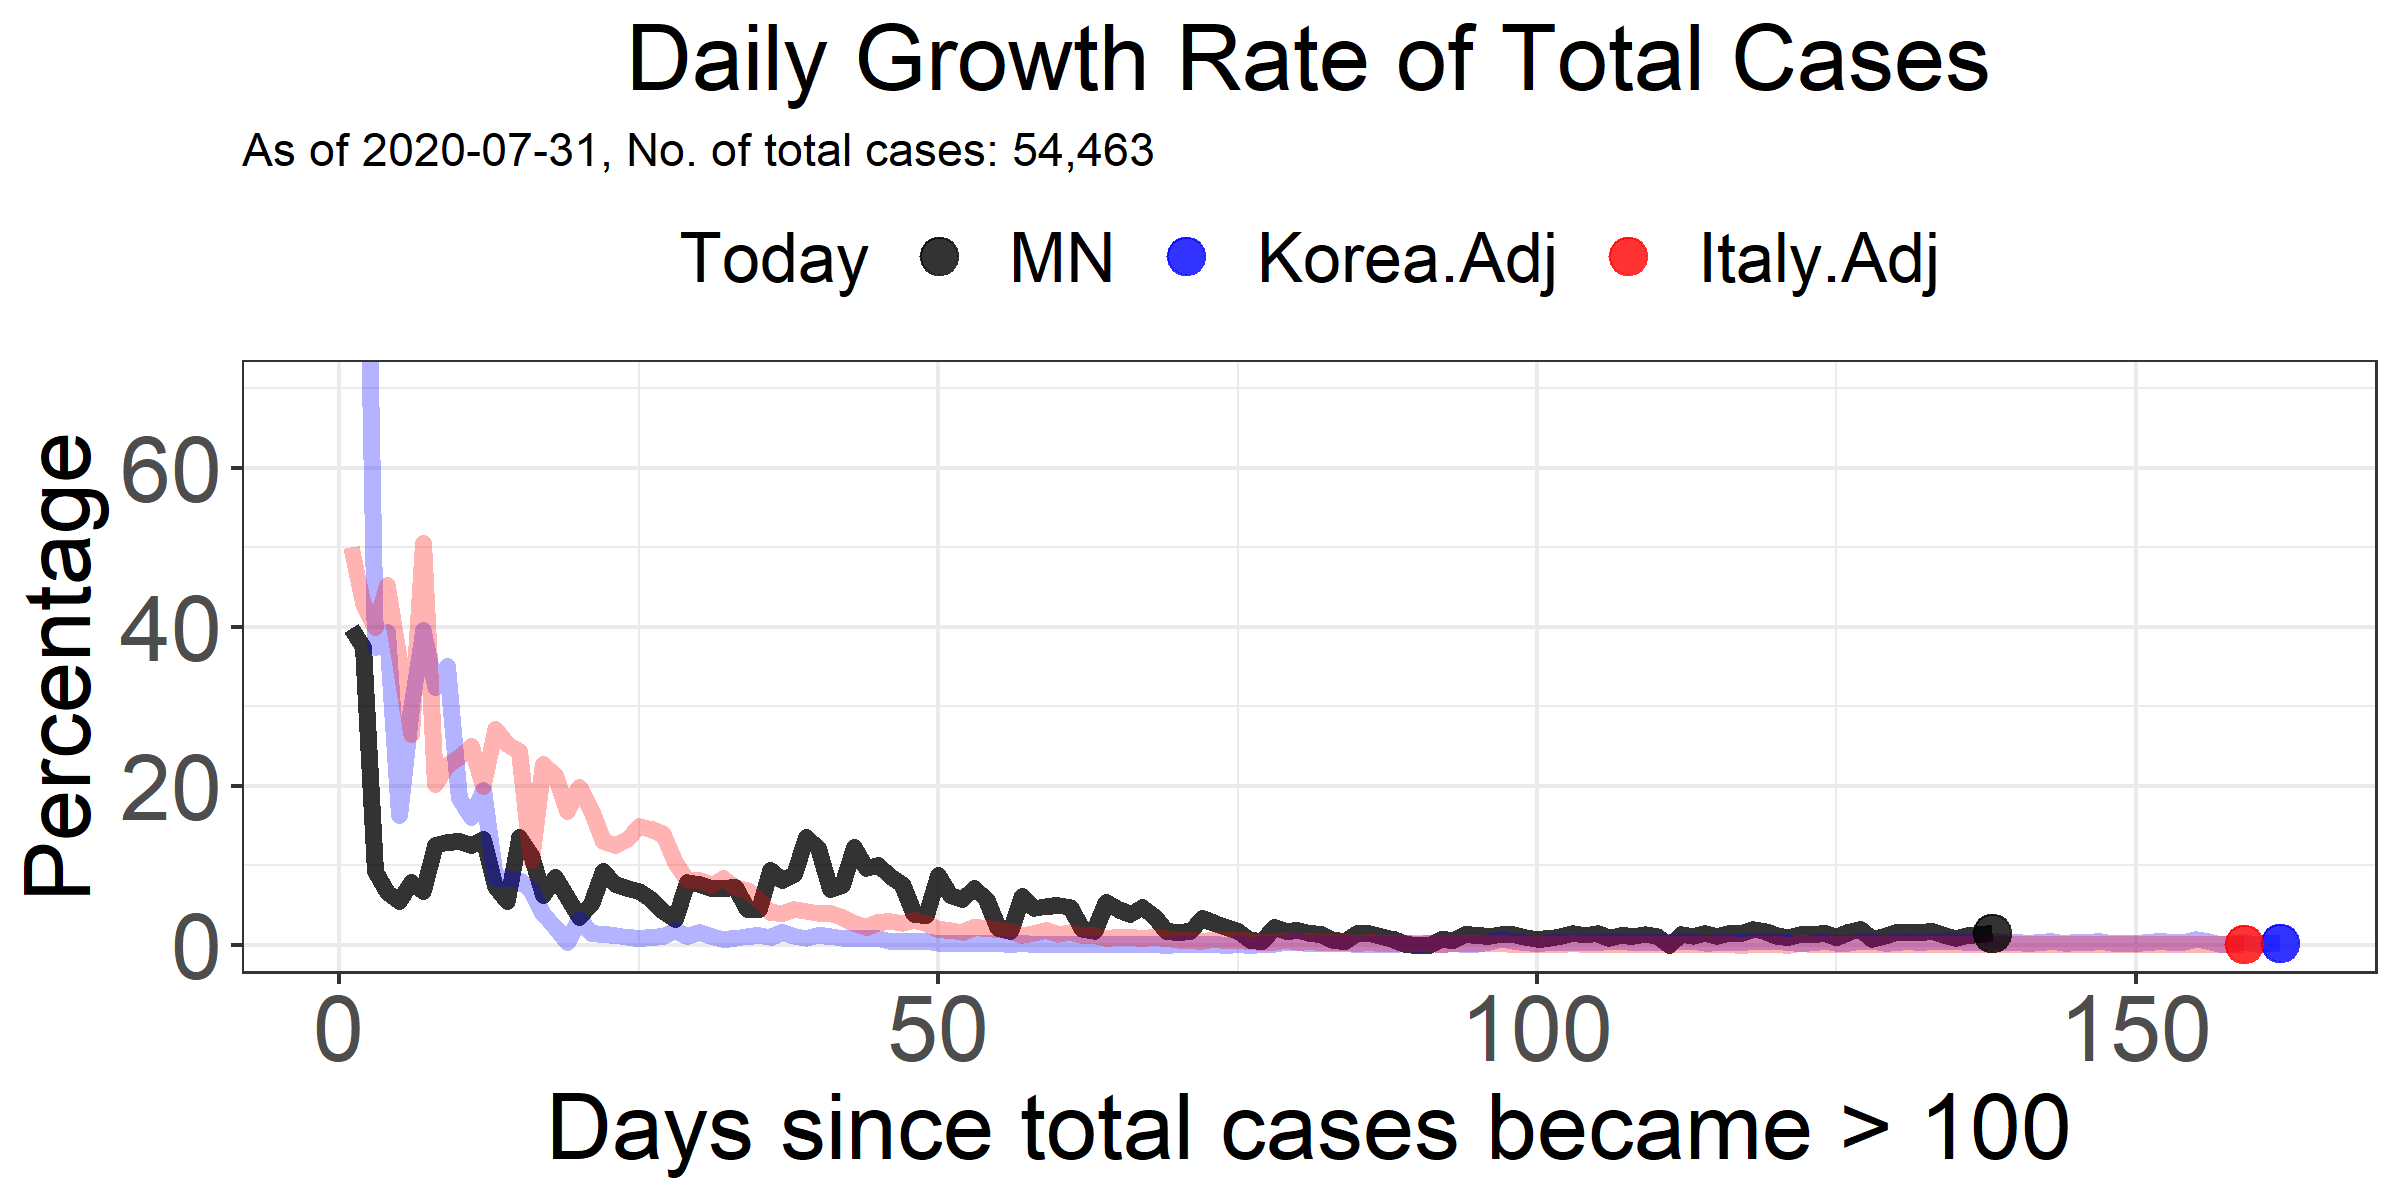 Daily Growth Rate of Total Cases
As of 2020-07-31, No. of total cases: 54,463
Today MN Korea.Adj Italy.Adj
Percentage
60
40
20
0
0 50 100 150
Days since total cases became > 100